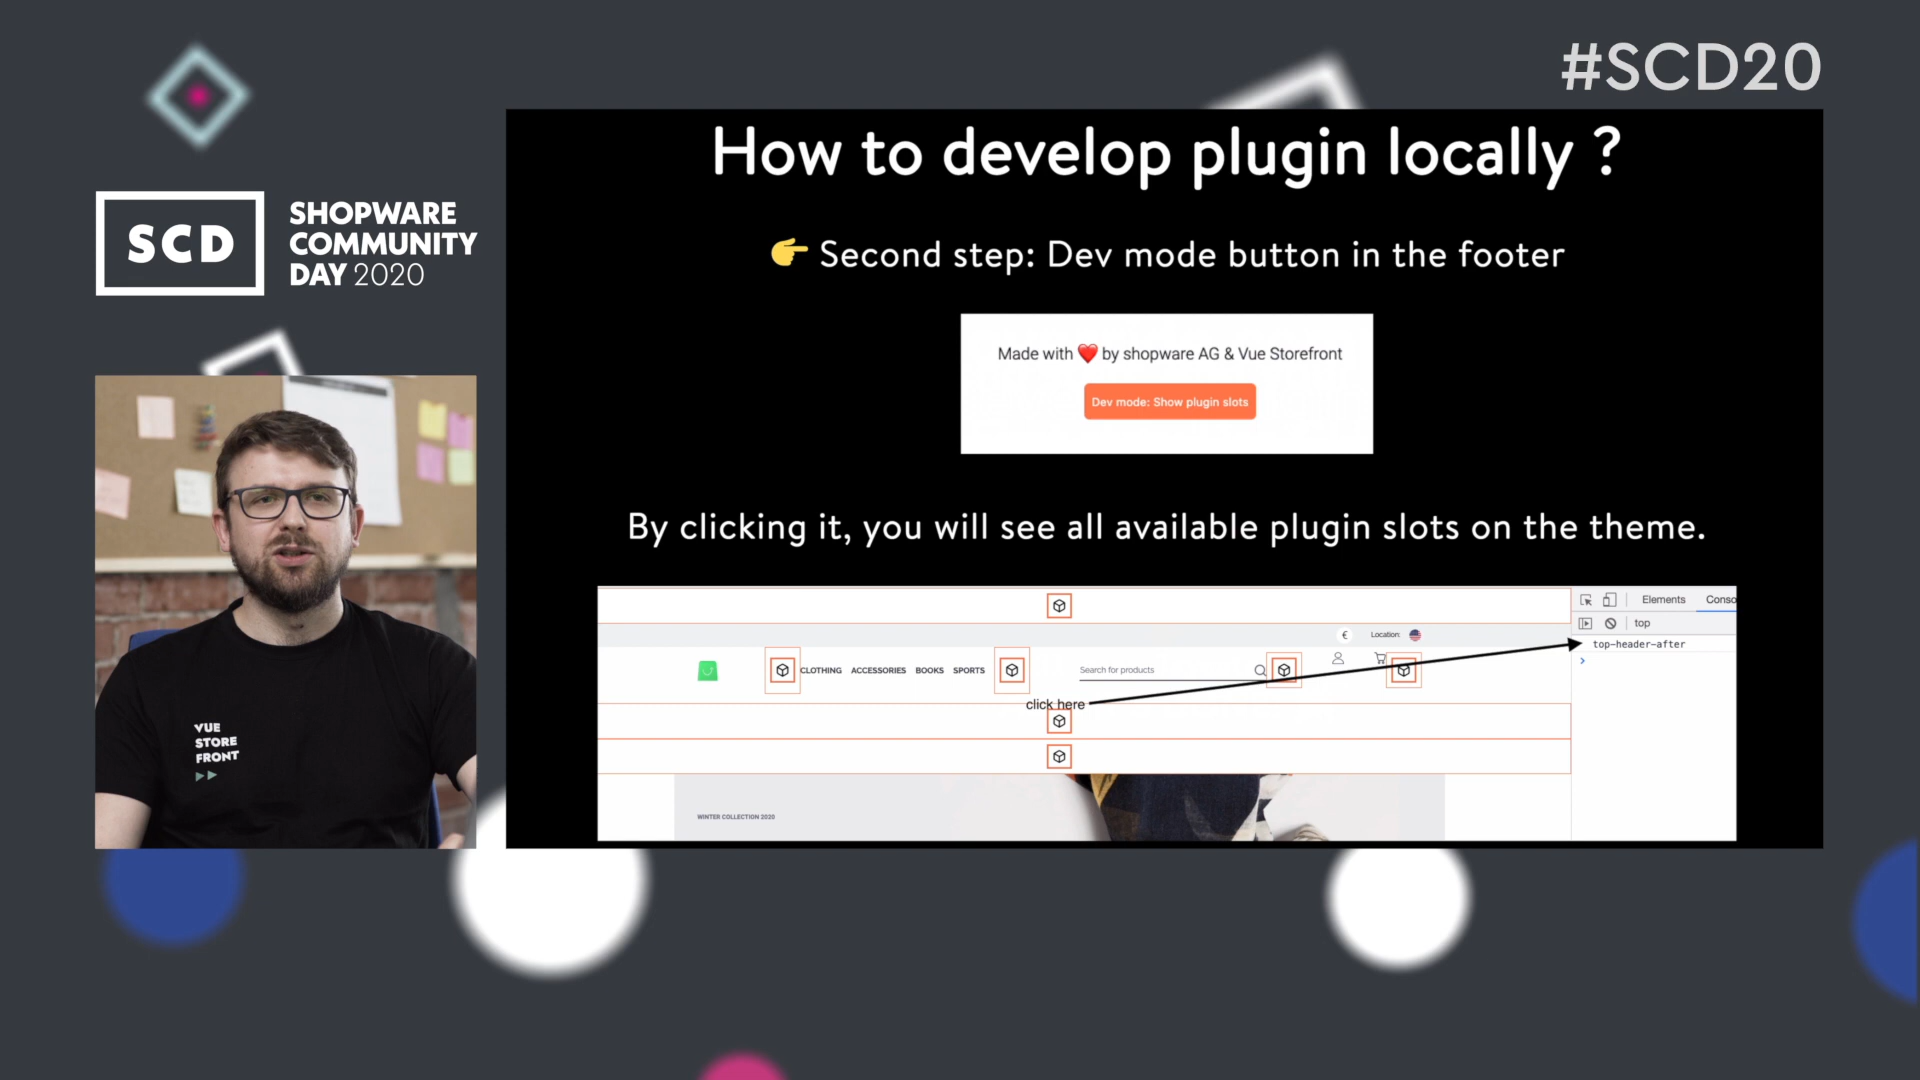 #SCD20
SCD
SHOPWARE
COMMUNITY
DAY 2020
VUE
STORE
FRONT
How to develop plugin locally ?
👉 Second step: Dev mode button in the footer
Made with ❤️ by shopware AG & Vue Storefront
Dev mode: Show plugin slots
By clicking it, you will see all available plugin slots on the theme.
€ Location:
CLOTHING ACCESSORIES BOOKS SPORTS Search for products
click here
WINTER COLLECTION 2020
Elements Conso
top
top-header-after